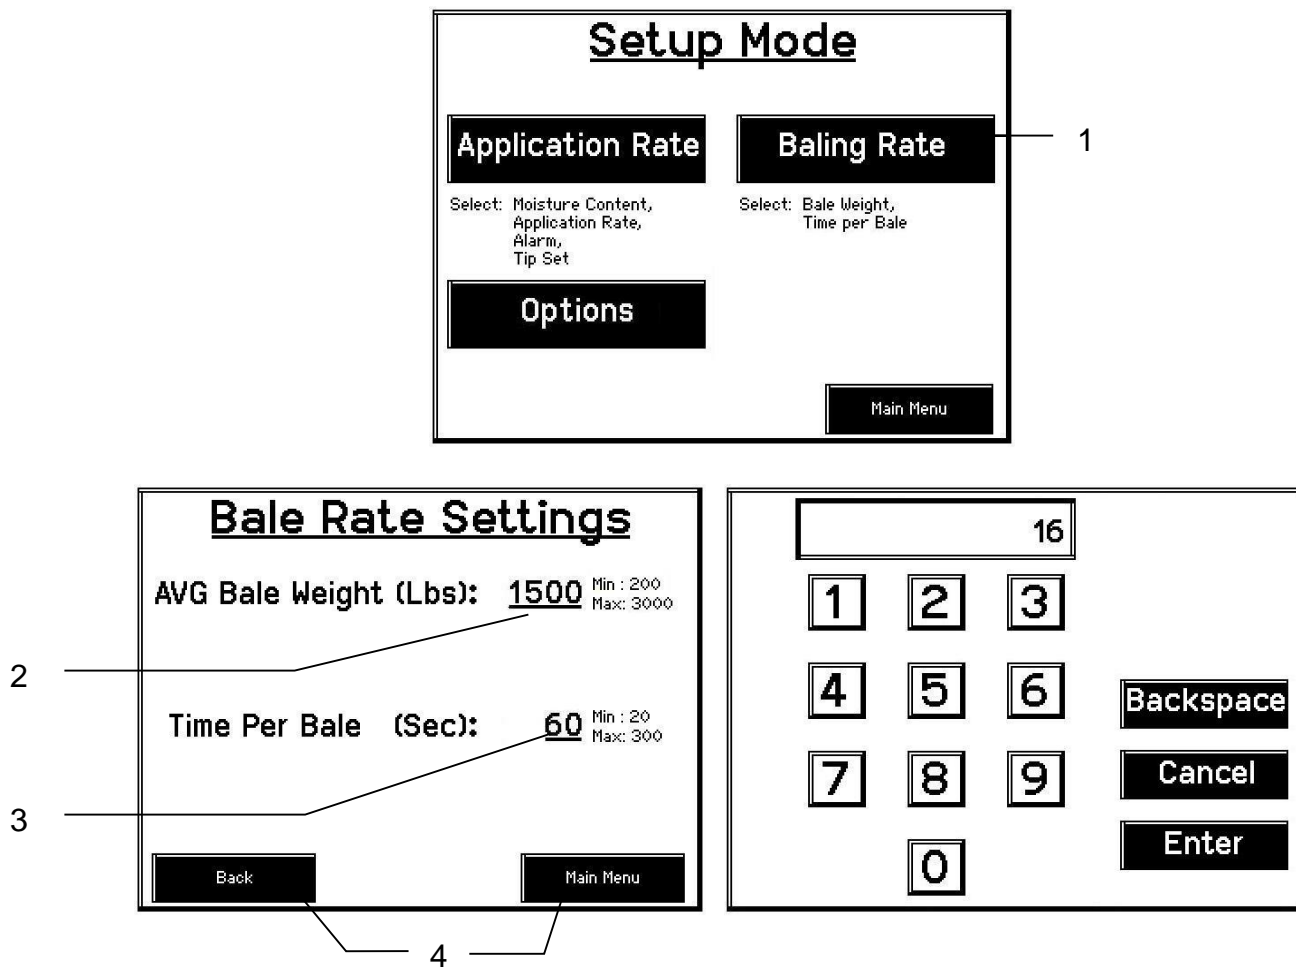 Setup Mode
Application Rate
Baling Rate
1
Select: Moisture Content,
Application Rate,
Alarm,
Tip Set
Select: Bale Weight,
Time per Bale
Options
Main Menu
Bale Rate Settings
AVG Bale Weight (Lbs): 1500 Min : 200
Max: 3000
2
Time Per Bale (Sec): 60 Min : 20
Max: 300
3
Back
Main Menu
4
16
1 2 3
4 5 6
Backspace
7 8 9
Cancel
Enter
0